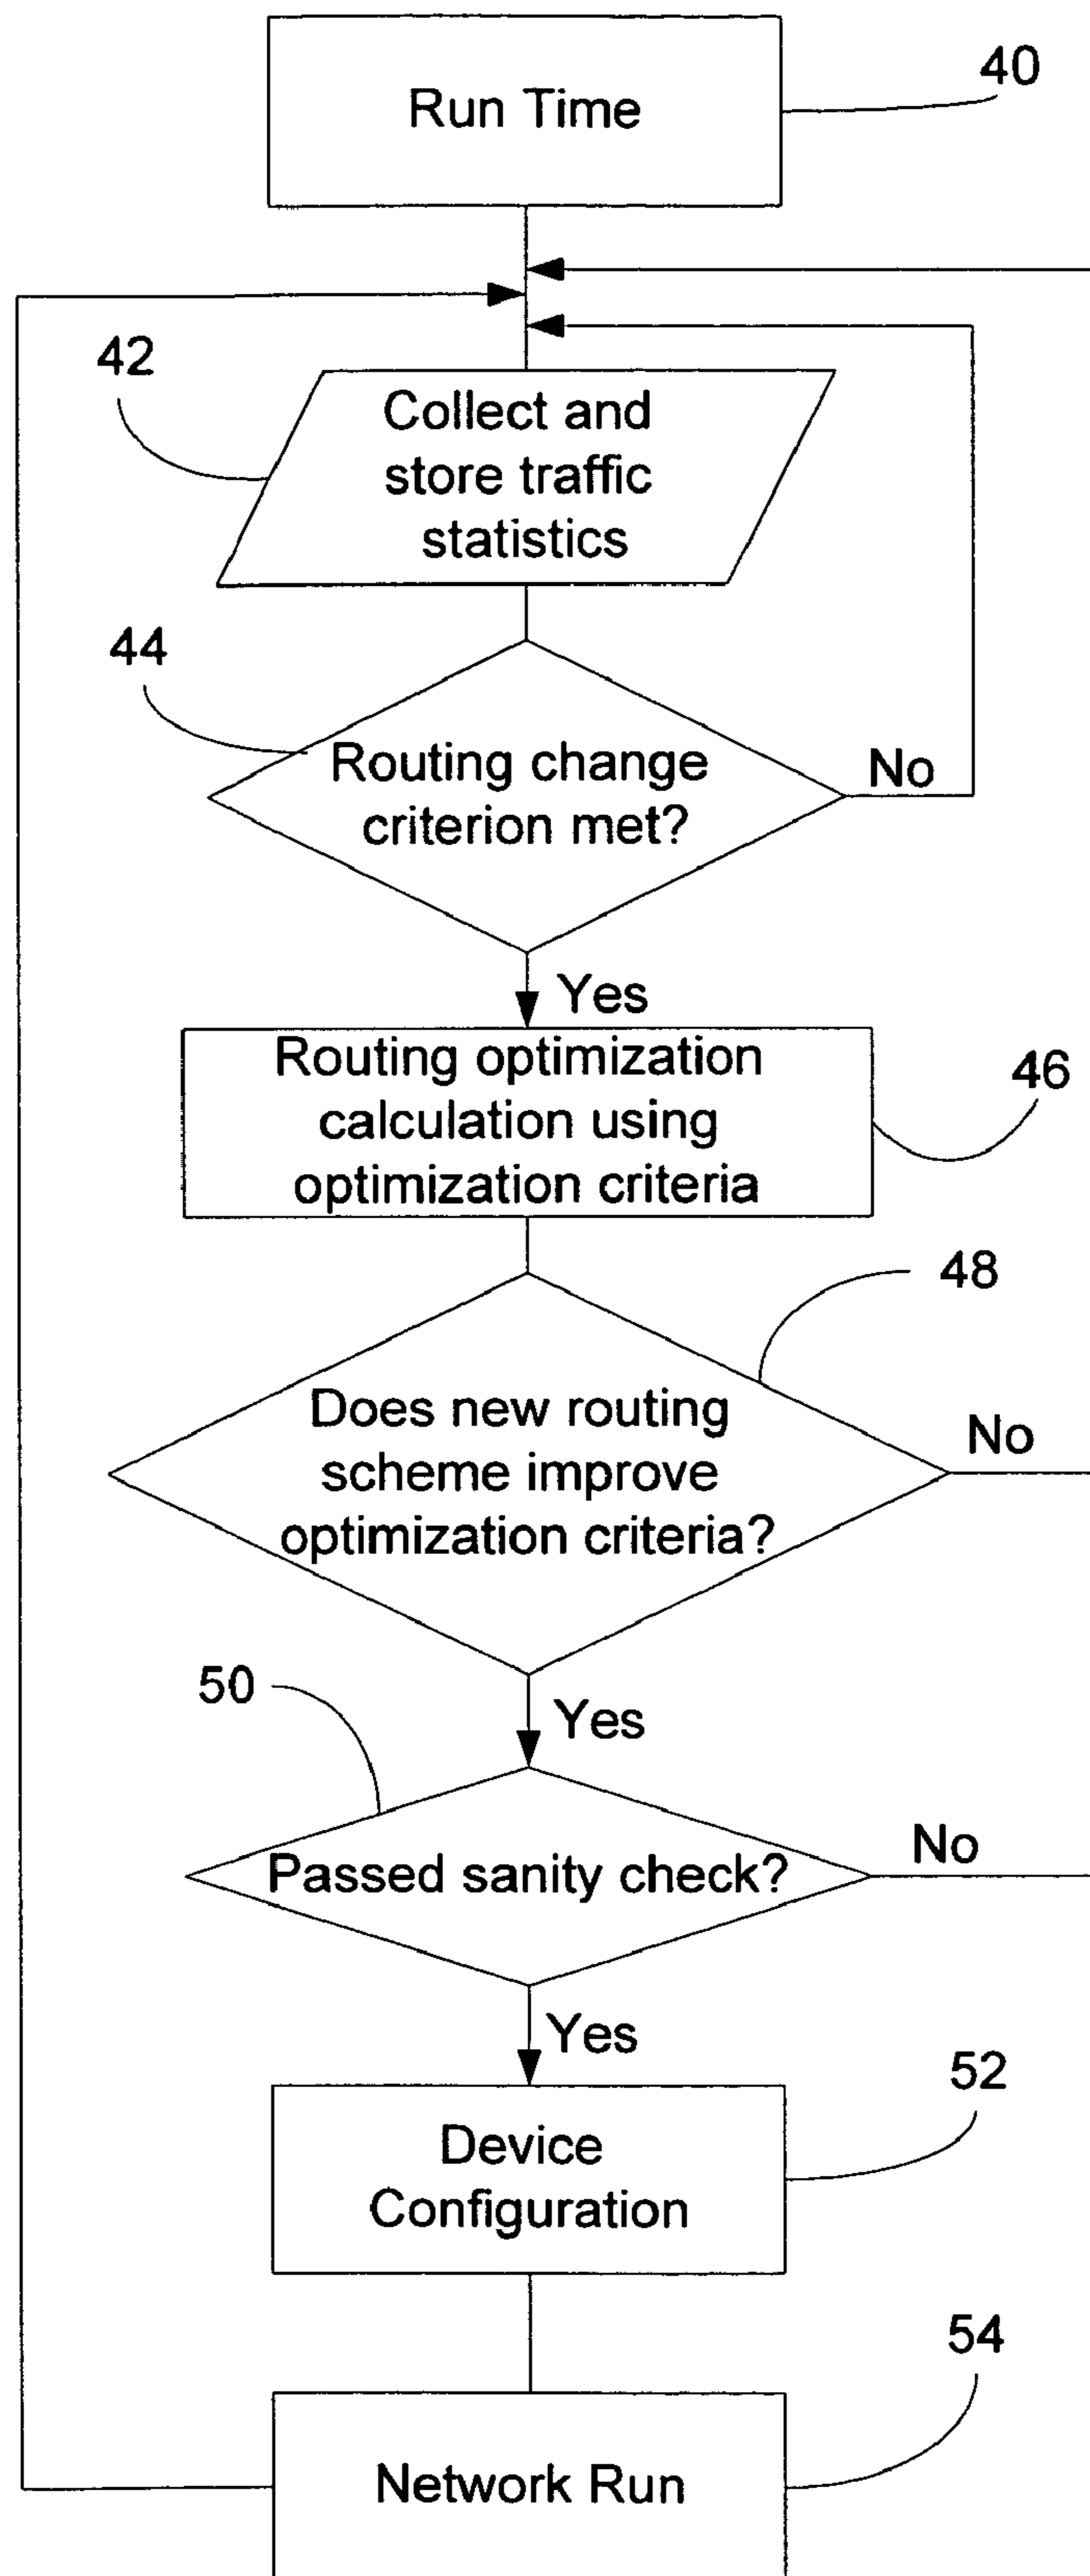 Run Time
40
42
Collect and
store traffic
statistics
44
Routing change
criterion met?
No
Yes
Routing optimization
calculation using
optimization criteria
46
48
Does new routing
scheme improve
optimization criteria?
No
50
Yes
Passed sanity check?
No
Yes
52
Device
Configuration
54
Network Run